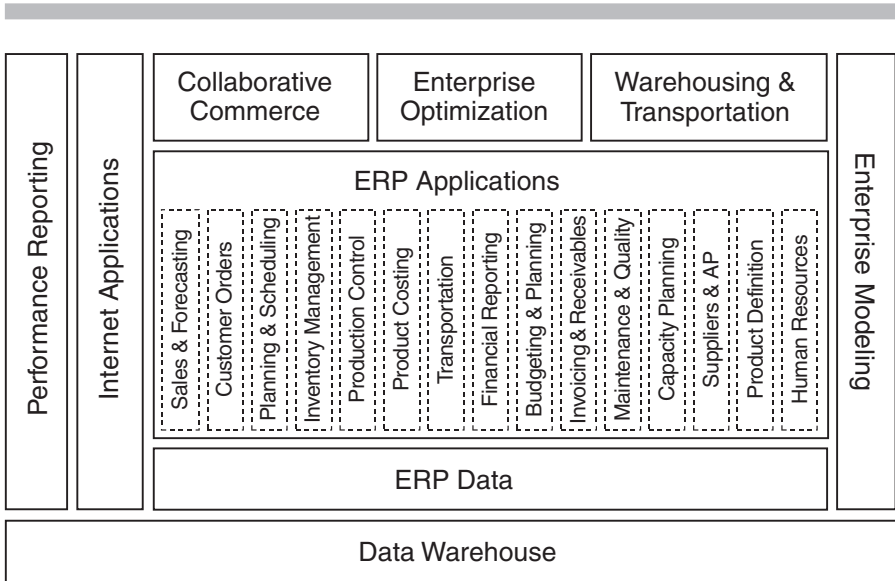 Performance Reporting
Internet Applications
Collaborative
Commerce
Enterprise
Optimization
Warehousing &
Transportation
ERP Applications
Sales & Forecasting
Customer Orders
Planning & Scheduling
Inventory Management
Production Control
Product Costing
Transportation
Financial Reporting
Budgeting & Planning
Invoicing & Receivables
Maintenance & Quality
Capacity Planning
Suppliers & AP
Product Definition
Human Resources
ERP Data
Enterprise Modeling
Data Warehouse